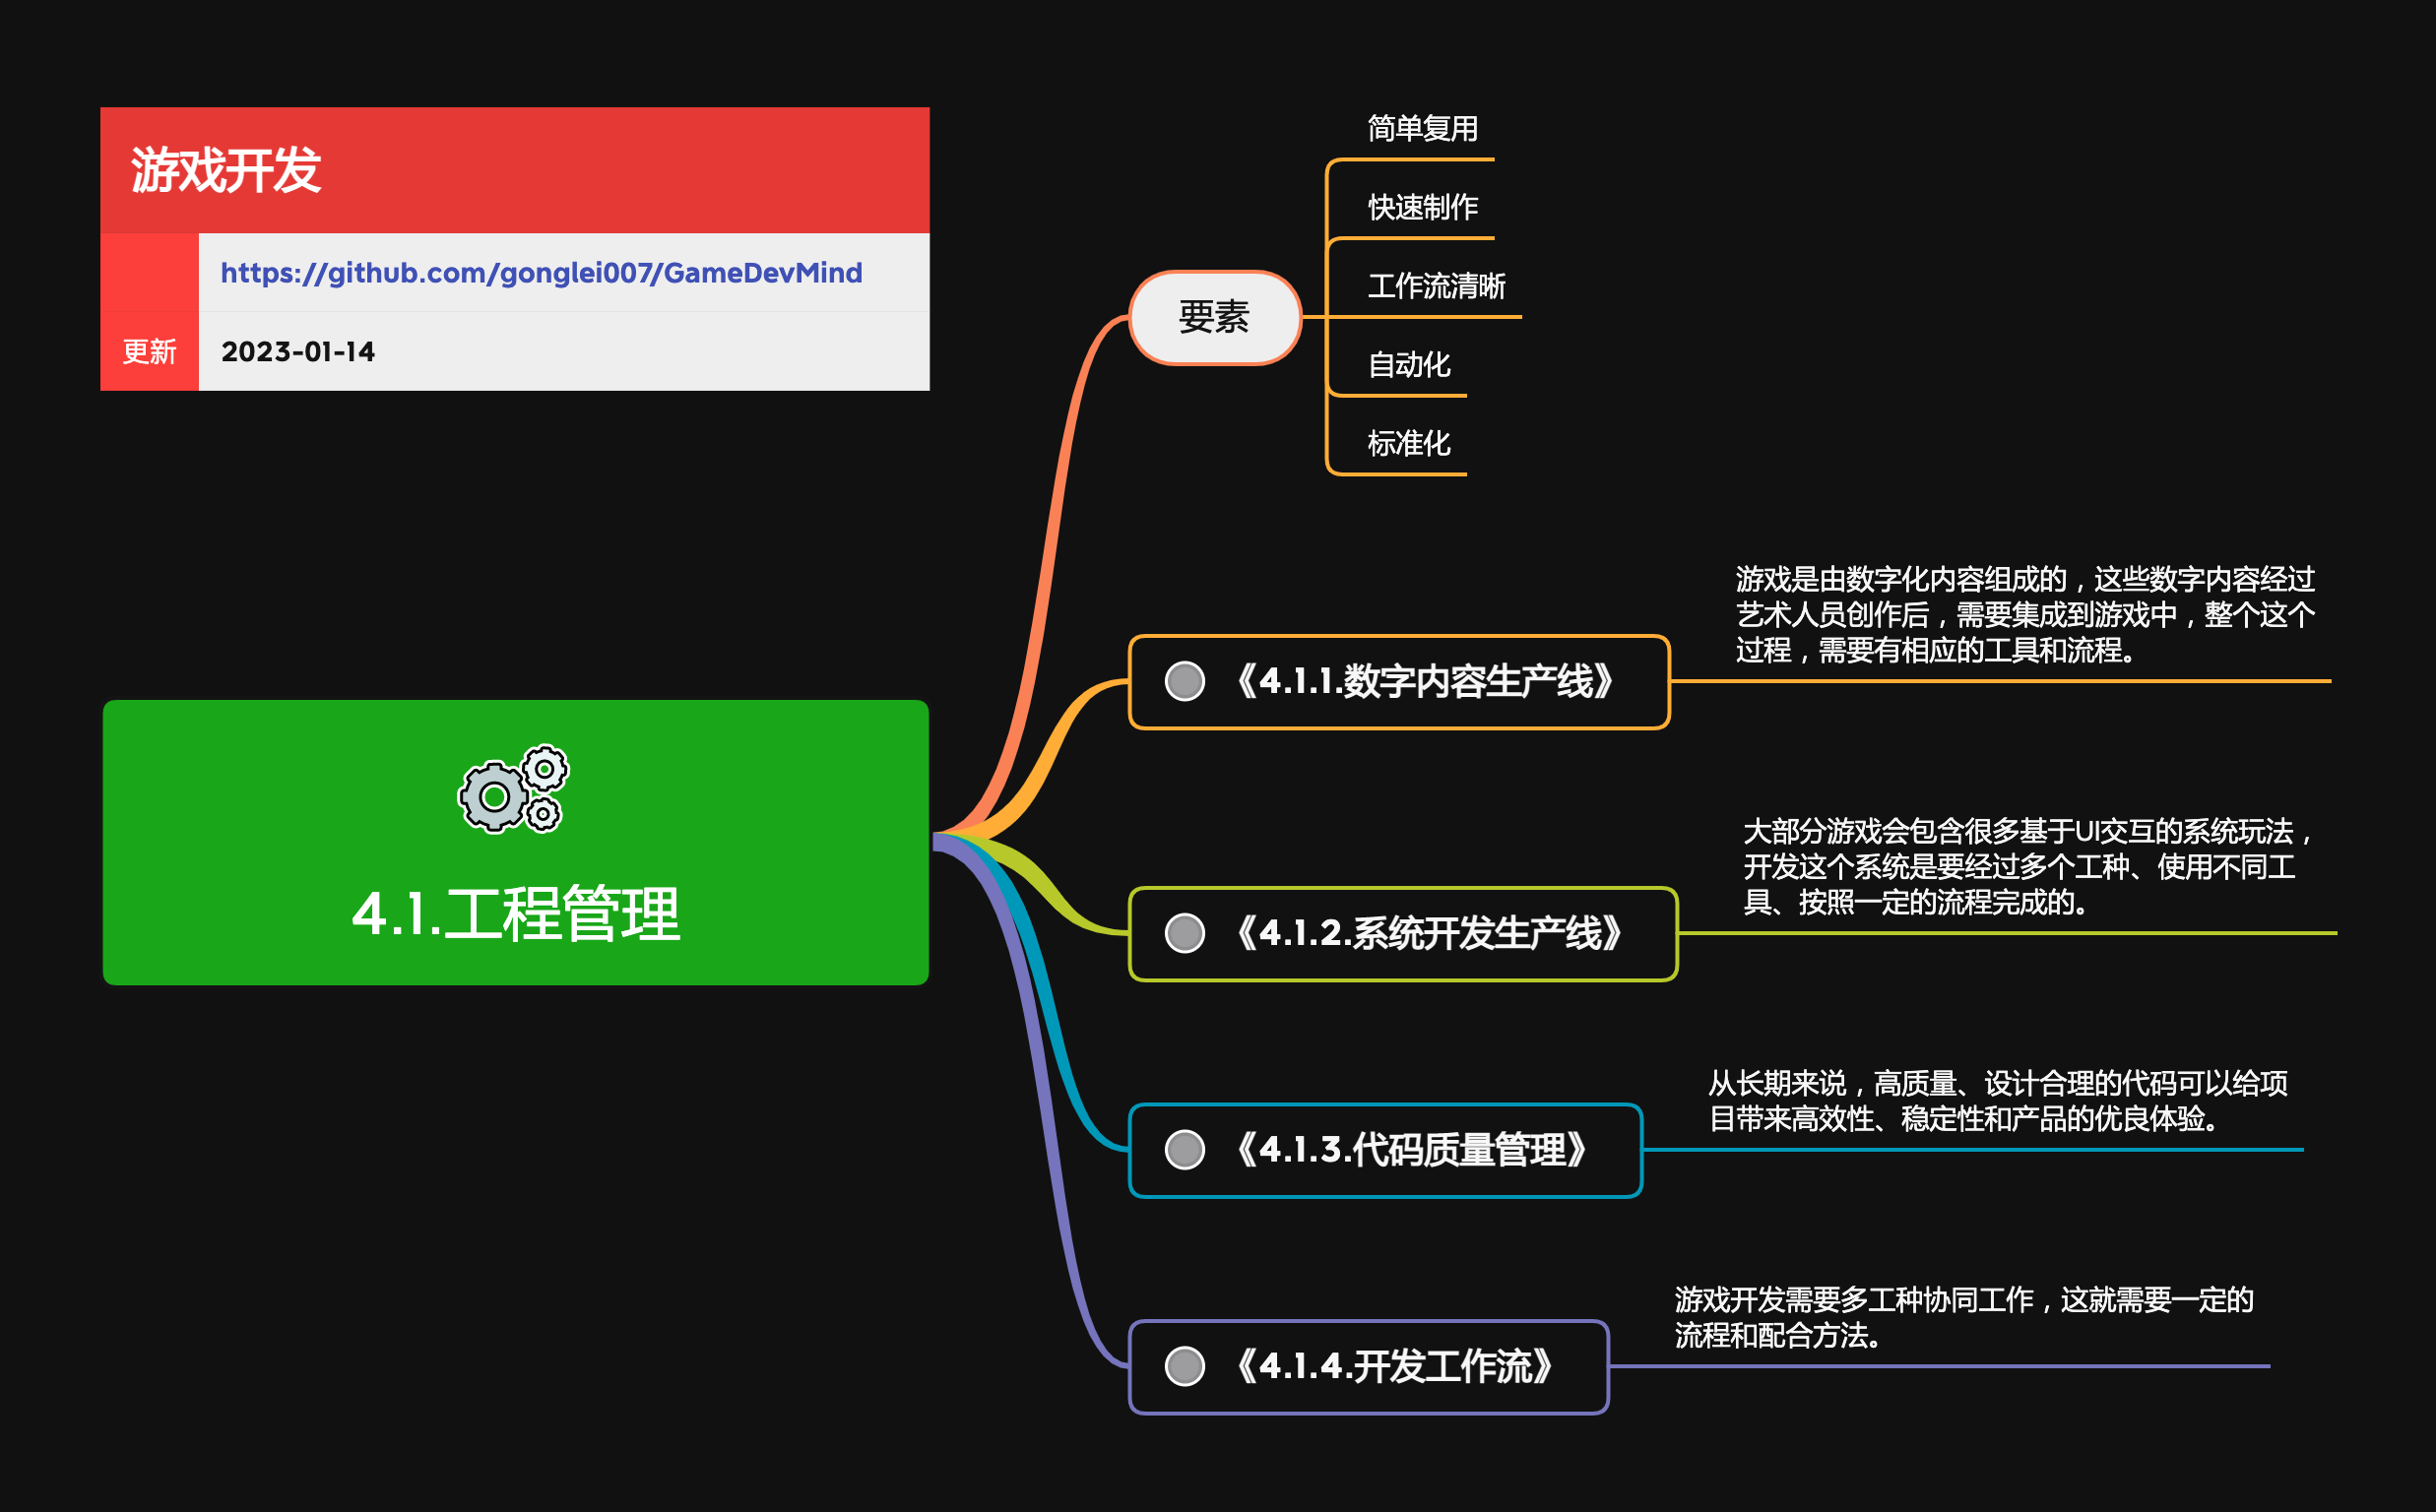 游戏开发
https://github.com/gonglei007/GameDevMind
更新 2023-01-14
4.1.工程管理
要素
简单复用
快速制作
工作流清晰
自动化
标准化
《4.1.1.数字内容生产线》
游戏是由数字化内容组成的，这些数字内容经过
艺术人员创作后，需要集成到游戏中，整个这个
过程，需要有相应的工具和流程。
《4.1.2.系统开发生产线》
大部分游戏会包含很多基于UI交互的系统玩法，
开发这个系统是要经过多个工种、使用不同工
具、按照一定的流程完成的。
《4.1.3.代码质量管理》
从长期来说，高质量、设计合理的代码可以给项
目带来高效性、稳定性和产品的优良体验。
《4.1.4.开发工作流》
游戏开发需要多工种协同工作，这就需要一定的
流程和配合方法。